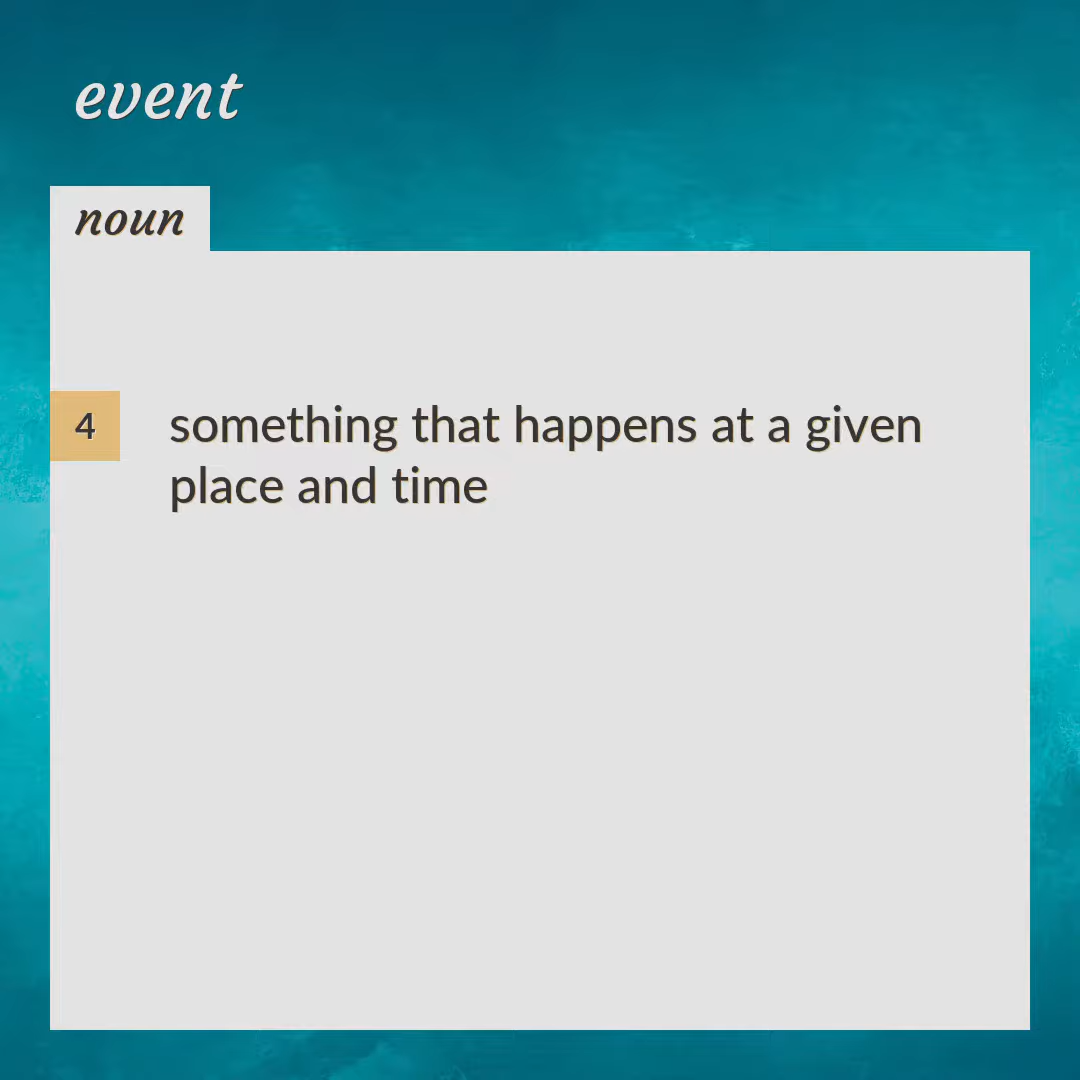 event
noun
4
something that happens at a given
place and time